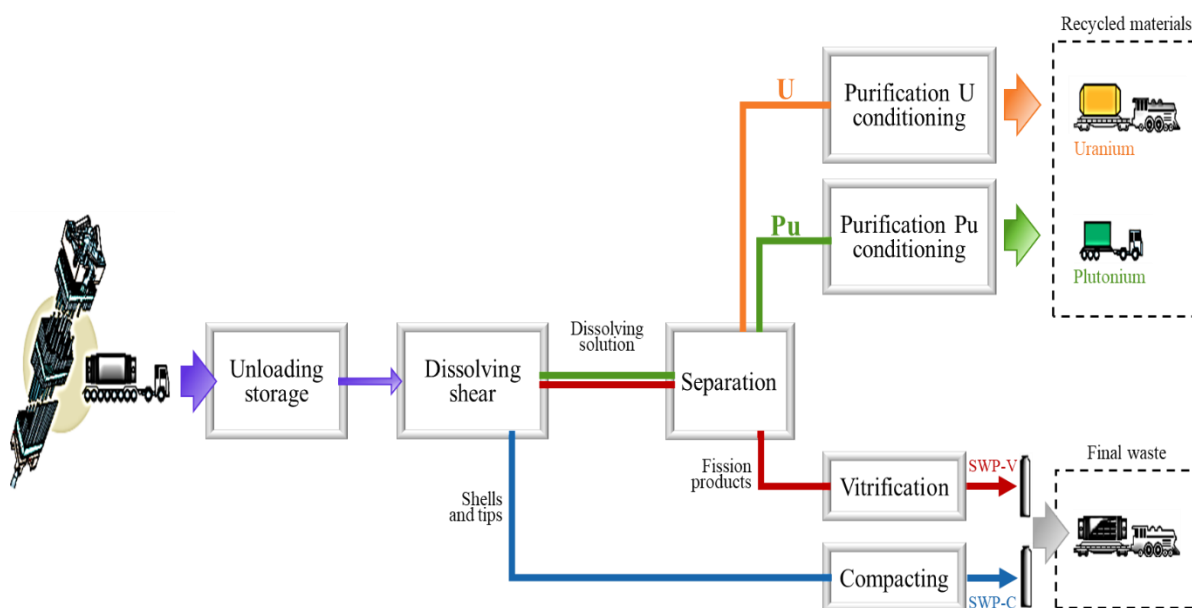 Recycled materials
U
Purification U
conditioning
Uranium
Pu
Purification Pu
conditioning
Plutonium
Unloading
storage
Dissolving
shear
Dissolving
solution
Separation
Shells
and tips
Fission
products
Vitrification
SWP-V
Final waste
Compacting
SWP-C